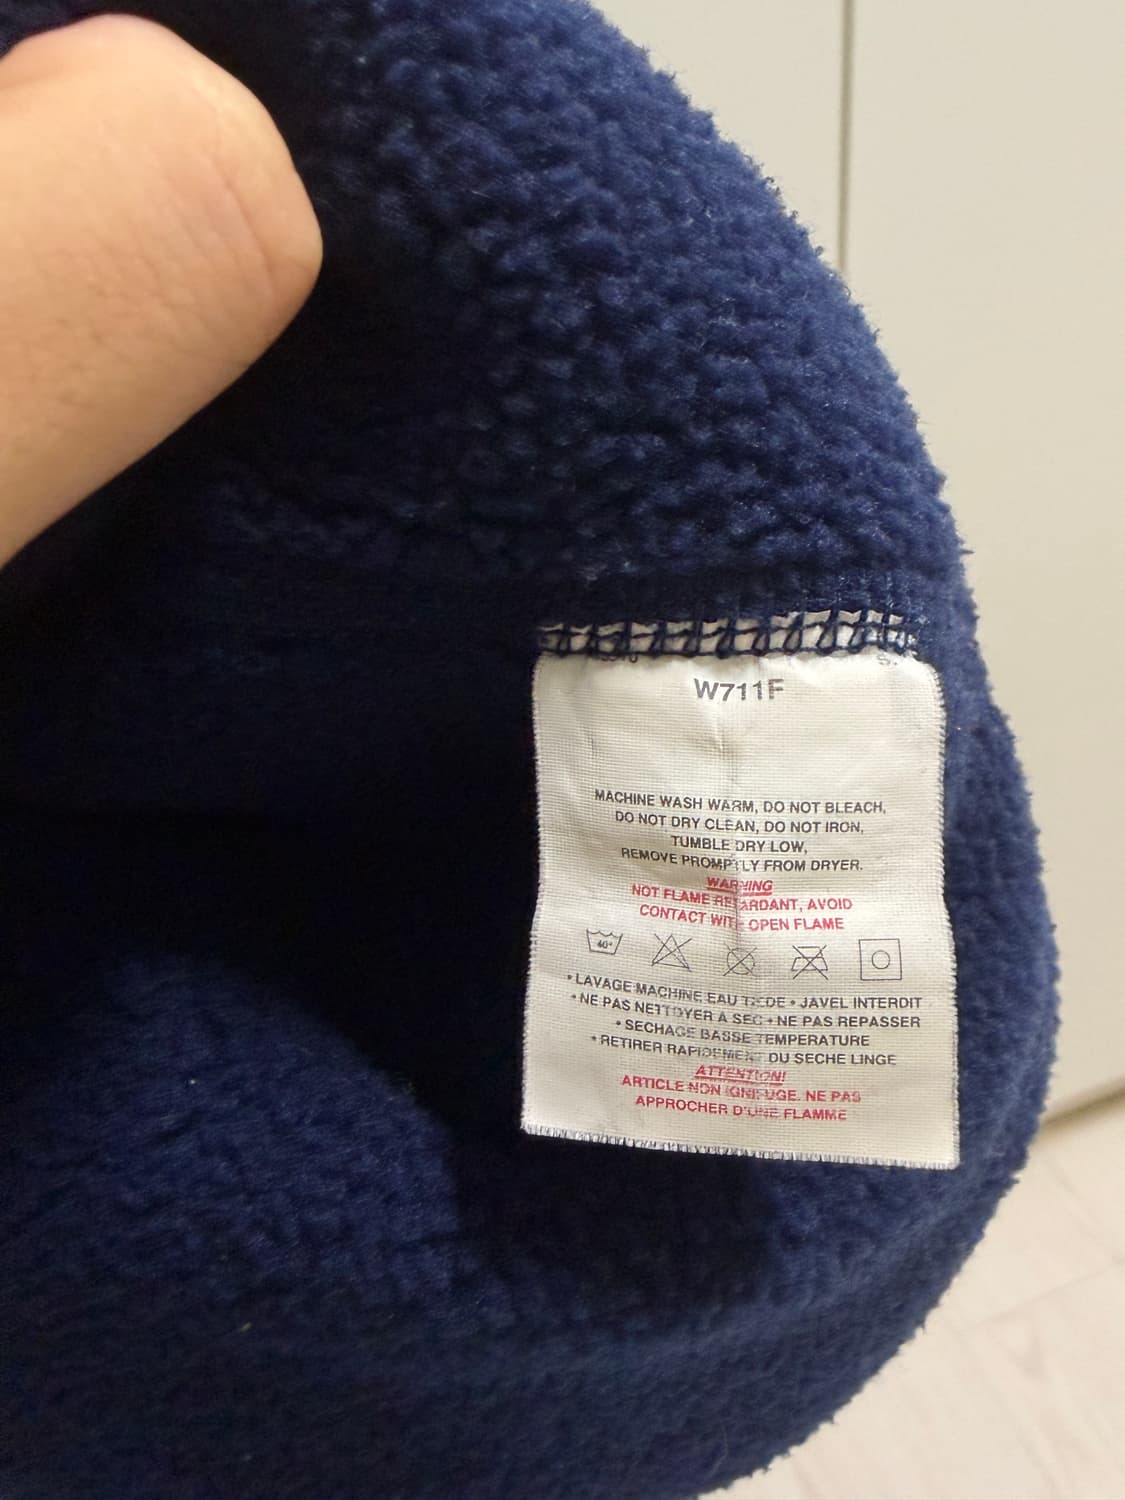 W711F
MACHINE WASH WARM, DO NOT BLEACH,
DO NOT DRY CLEAN, DO NOT IRON,
TUMBLE DRY LOW,
REMOVE PROMPTLY FROM DRYER.
WARNING
NOT FLAME RETARDANT, AVOID
CONTACT WITH OPEN FLAME
40°
• LAVAGE MACHINE EAU TIEDE • JAVEL INTERDIT
• NE PAS NETTOYER À SEC • NE PAS REPASSER
• SECHAGE BASSE TEMPERATURE
• RETIRER RAPIDEMENT DU SECHE LINGE
ATTENTION!
ARTICLE NON IGNIFUGE. NE PAS
APPROCHER D'UNE FLAMME